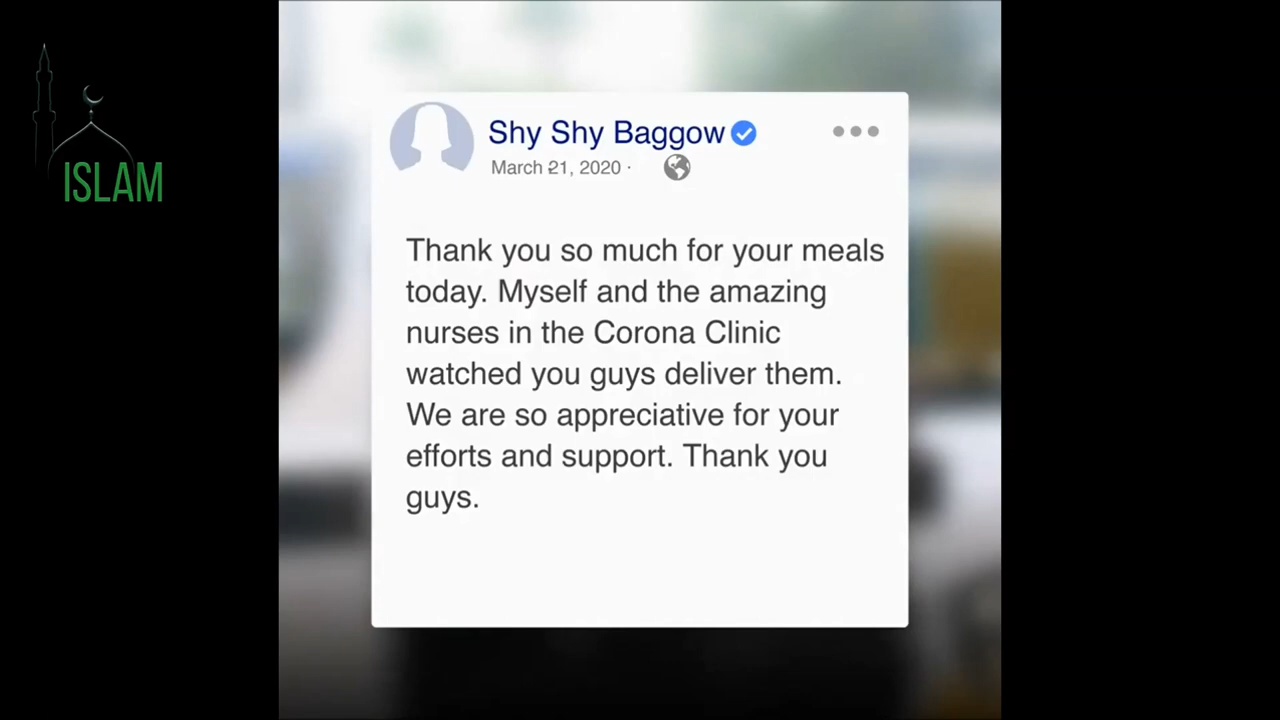 ISLAM
Shy Shy Baggow
March 21, 2020 ·
Thank you so much for your meals
today. Myself and the amazing
nurses in the Corona Clinic
watched you guys deliver them.
We are so appreciative for your
efforts and support. Thank you
guys.